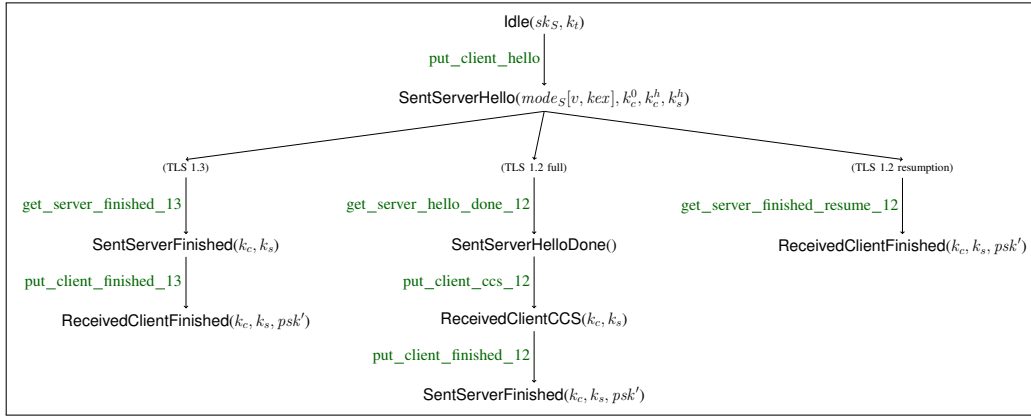 Idle(sk_S, k_t)
put_client_hello
SentServerHello(mode_S[v, kex], k_c^0, k_c^h, k_s^h)
(TLS 1.3) (TLS 1.2 full) (TLS 1.2 resumption)
get_server_finished_13 get_server_hello_done_12 get_server_finished_resume_12
SentServerFinished(k_c, k_s) SentServerHelloDone() ReceivedClientFinished(k_c, k_s, psk′)
put_client_finished_13 put_client_ccs_12
ReceivedClientFinished(k_c, k_s, psk′) ReceivedClientCCS(k_c, k_s)
put_client_finished_12
SentServerFinished(k_c, k_s, psk′)